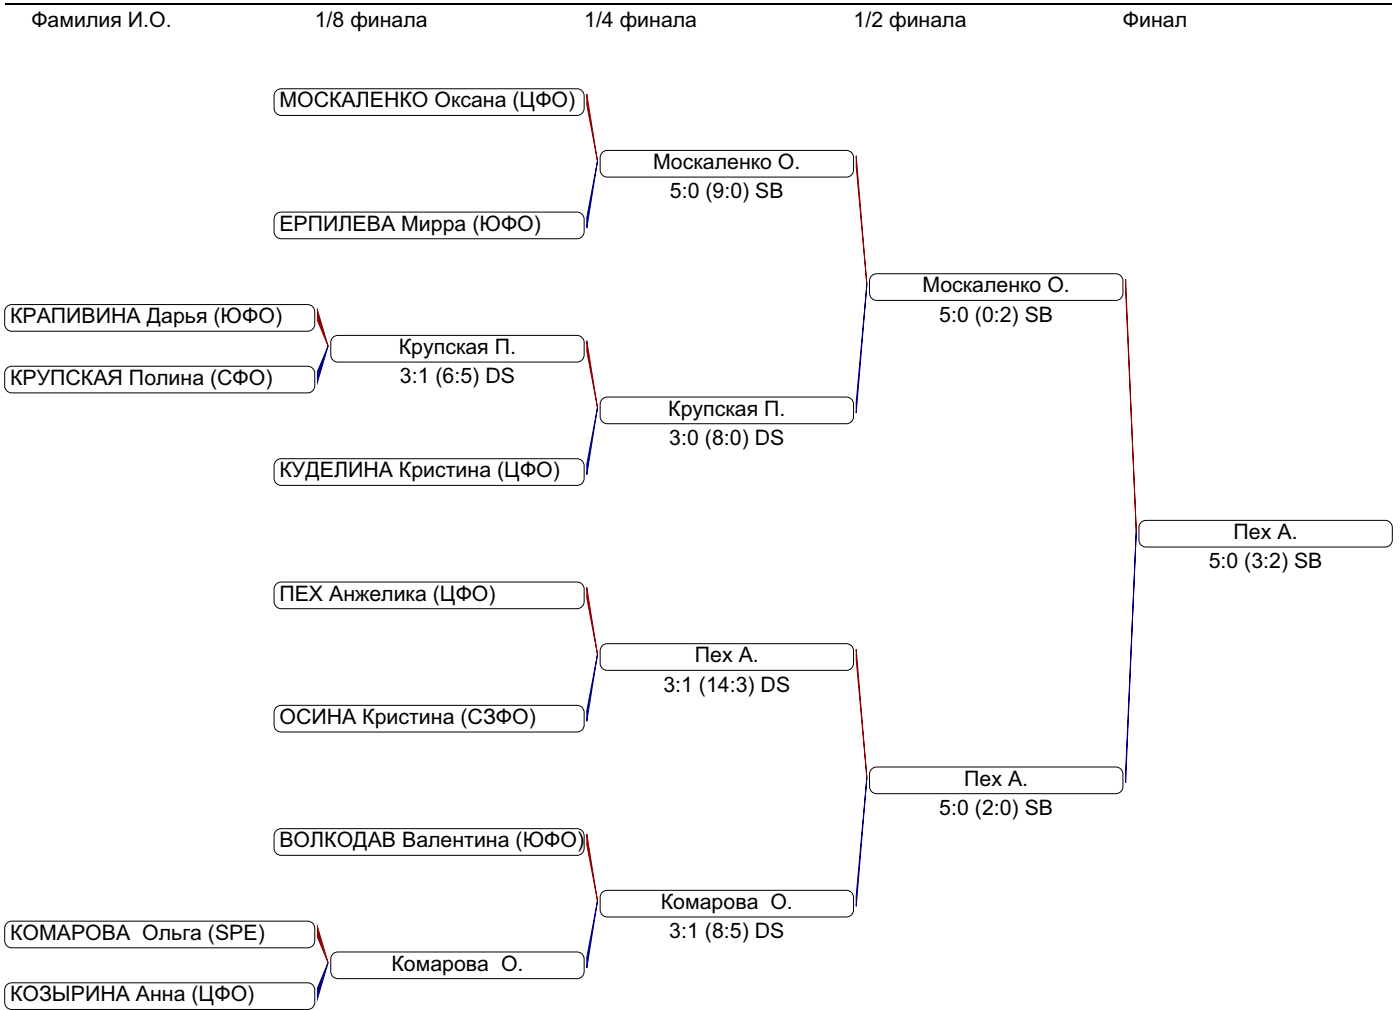 Фамилия И.О. 1/8 финала 1/4 финала 1/2 финала Финал
МОСКАЛЕНКО Оксана (ЦФО)
Москаленко О.
5:0 (9:0) SB
ЕРПИЛЕВА Мирра (ЮФО)
Москаленко О.
5:0 (0:2) SB
КРАПИВИНА Дарья (ЮФО)
Крупская П.
3:1 (6:5) DS
КРУПСКАЯ Полина (СФО)
Крупская П.
3:0 (8:0) DS
КУДЕЛИНА Кристина (ЦФО)
Пех А.
5:0 (3:2) SB
ПЕХ Анжелика (ЦФО)
Пех А.
3:1 (14:3) DS
ОСИНА Кристина (СЗФО)
Пех А.
5:0 (2:0) SB
ВОЛКОДАВ Валентина (ЮФО)
Комарова О.
3:1 (8:5) DS
КОМАРОВА Ольга (SPE)
Комарова О.
КОЗЫРИНА Анна (ЦФО)